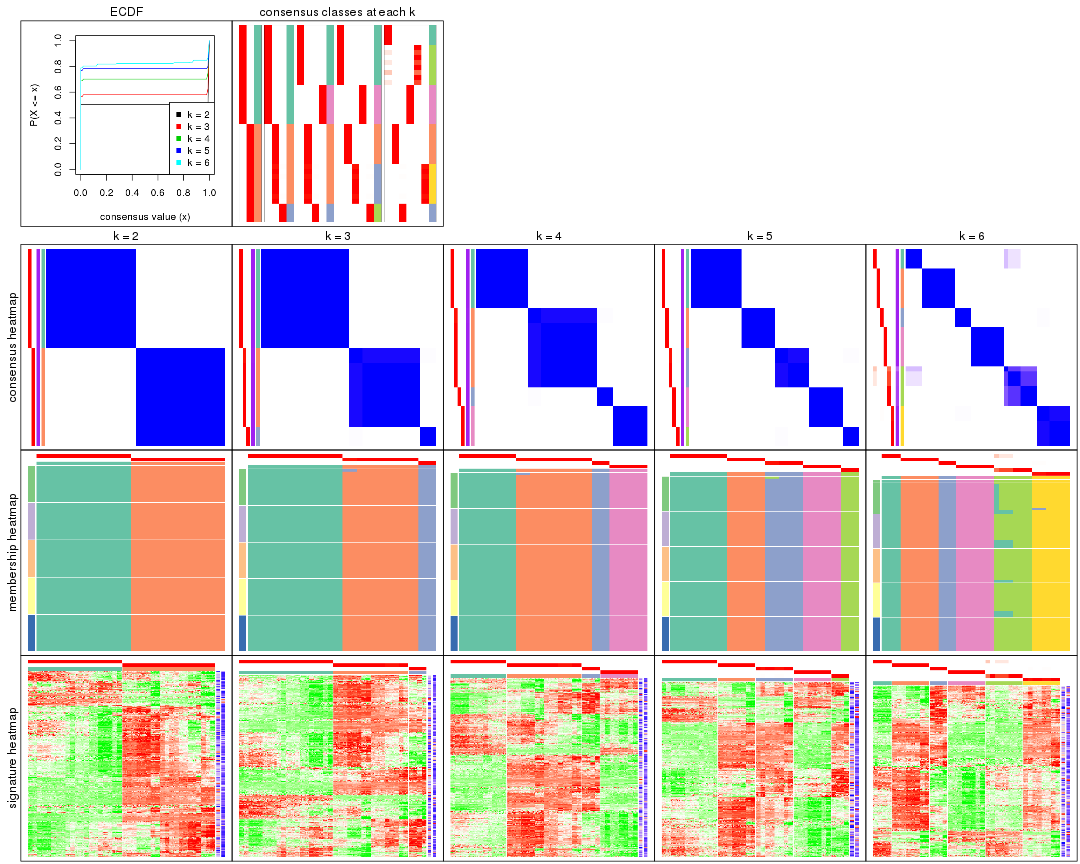 ECDF
consensus classes at each k
P(X <= x)
1.0
0.8
0.6
0.4
0.2
0.0
k = 2
k = 3
k = 4
k = 5
k = 6
0.0 0.2 0.4 0.6 0.8 1.0
consensus value (x)
k = 2
k = 3
k = 4
k = 5
k = 6
consensus heatmap
membership heatmap
signature heatmap